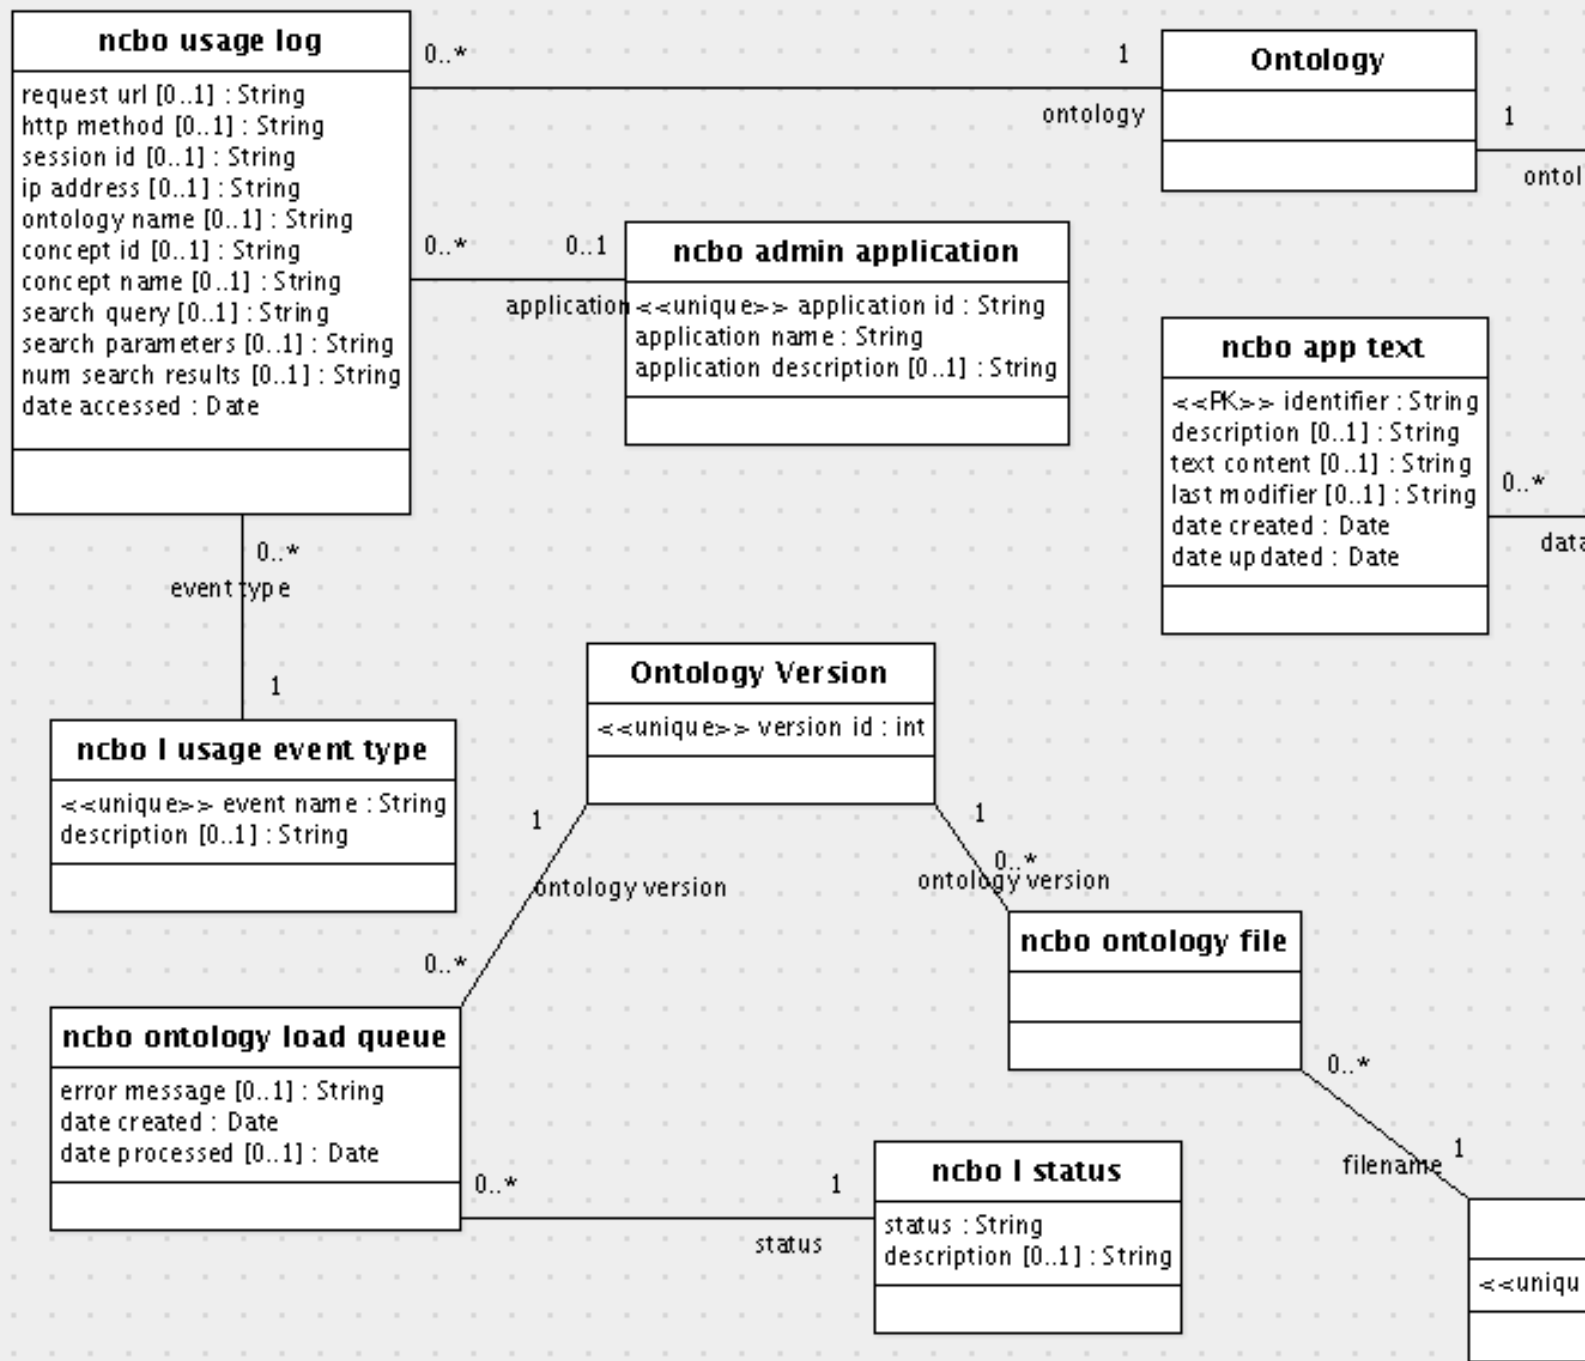 ncbo usage log
request url [0..1] : String
http method [0..1] : String
session id [0..1] : String
ip address [0..1] : String
ontology name [0..1] : String
concept id [0..1] : String
concept name [0..1] : String
search query [0..1] : String
search parameters [0..1] : String
num search results [0..1] : String
date accessed : Date
0..*
1
ontology
Ontology
1
ontol
0..*
0..1
application
ncbo admin application
<<unique>> application id : String
application name : String
application description [0..1] : String
ncbo app text
<<PK>> identifier : String
description [0..1] : String
text content [0..1] : String
last modifier [0..1] : String
date created : Date
date updated : Date
0..*
data
0..*
event type
1
ncbo l usage event type
<<unique>> event name : String
description [0..1] : String
Ontology Version
<<unique>> version id : int
1
ontology version
0..*
1
0..*
ontology version
ncbo ontology file
ncbo ontology load queue
error message [0..1] : String
date created : Date
date processed [0..1] : Date
0..*
1
status
ncbo l status
status : String
description [0..1] : String
0..*
1
filename
<<uniqu